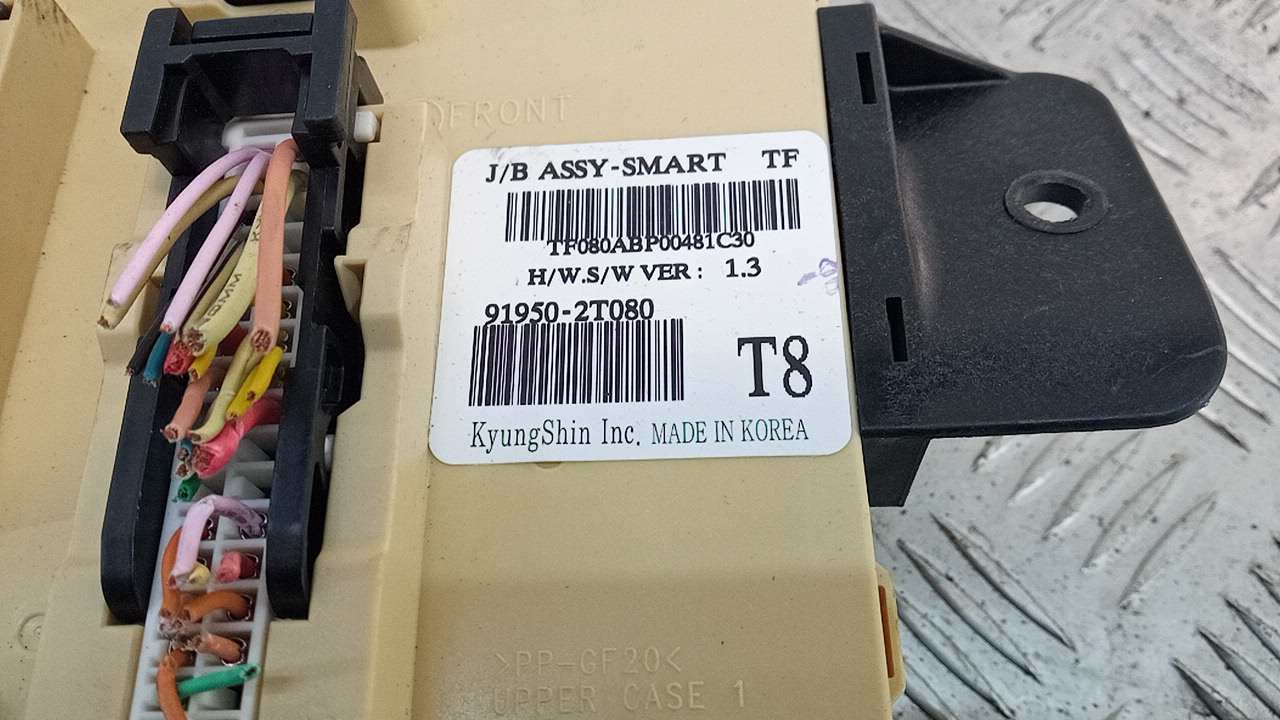 FRONT
J/B ASSY-SMART TF
TF080ABP00481C30
H/W.S/W VER : 1.3
91950-2T080
T8
KyungShin Inc. MADE IN KOREA
>PP-GF20<
UPPER CASE 1